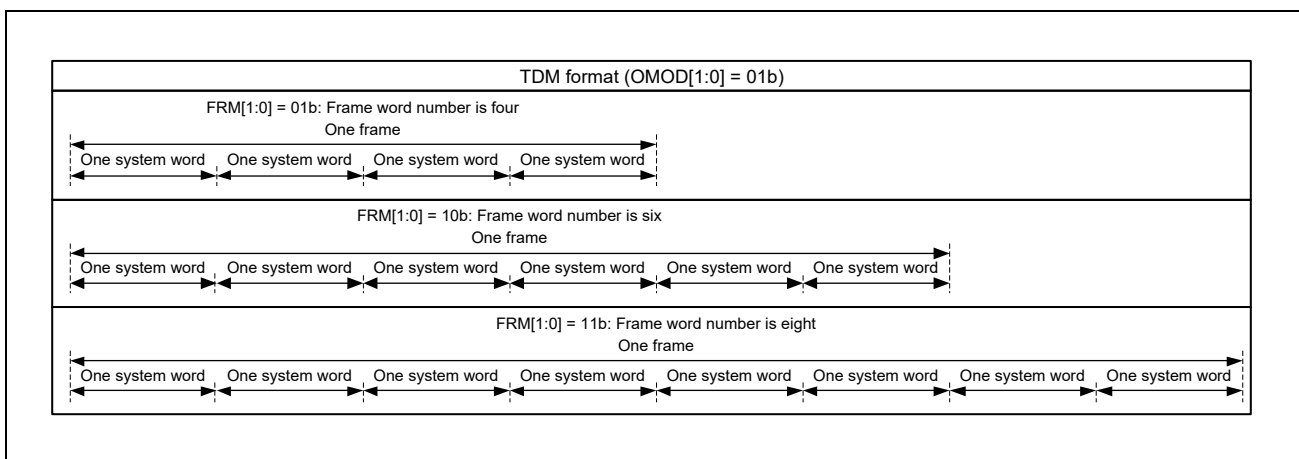 TDM format (OMOD[1:0] = 01b)
FRM[1:0] = 01b: Frame word number is four
One frame
One system word One system word One system word One system word
FRM[1:0] = 10b: Frame word number is six
One frame
One system word One system word One system word One system word One system word One system word
FRM[1:0] = 11b: Frame word number is eight
One frame
One system word One system word One system word One system word One system word One system word One system word One system word